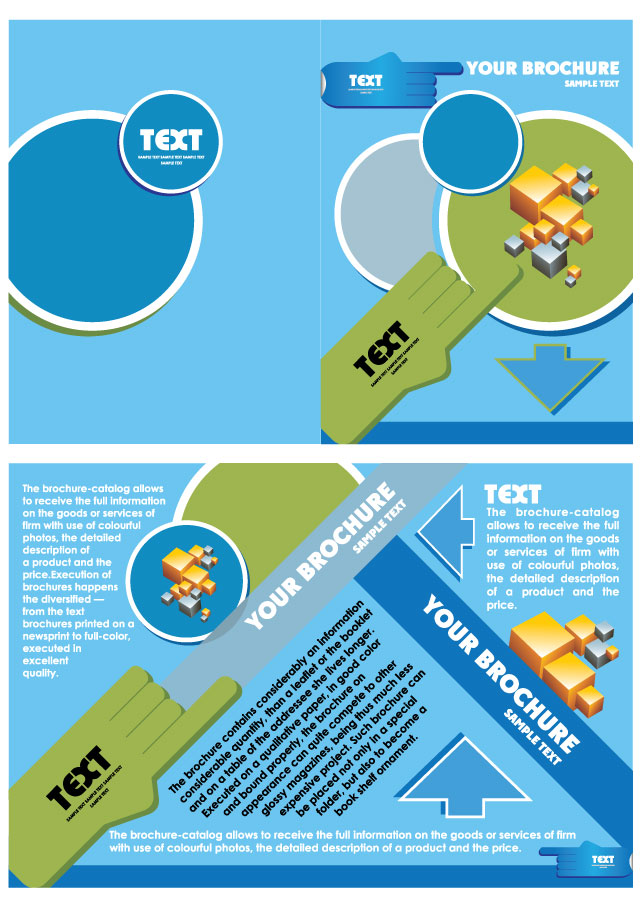 TEXT
SAMPLE TEXT SAMPLE TEXT SAMPLE TEXT
SAMPLE TEXT
TEXT
YOUR BROCHURE
SAMPLE TEXT
TEXT
SAMPLE TEXT SAMPLE TEXT SAMPLE TEXT
SAMPLE TEXT
The brochure-catalog allows
to receive the full information
on the goods or services of
firm with use of colourful
photos, the detailed
description of
a product and the
price.Execution of
brochures happens
the diversified —
from the text
brochures printed on a
newsprint to full-color,
executed in
excellent
quality.
YOUR BROCHURE
SAMPLE TEXT
TEXT
The brochure-catalog
allows to receive the full
information on the goods
or services of firm with
use of colourful photos,
the detailed description
of a product and the
price.
YOUR BROCHURE
SAMPLE TEXT
The brochure contains considerably an information
considerable quantity, than a leaflet or the booklet
and on a table of the addressee she lives longer.
Executed on a qualitative paper, in good color
and bound properly, the brochure on
appearance can quite compete to other
glossy magazines, being thus much less
expensive project. Such brochure can
be placed not only in a special
folder, but also to become a
book shelf ornament.
TEXT
SAMPLE TEXT SAMPLE TEXT SAMPLE TEXT
SAMPLE TEXT
The brochure-catalog allows to receive the full information on the goods or services of firm
with use of colourful photos, the detailed description of a product and the price.
TEXT